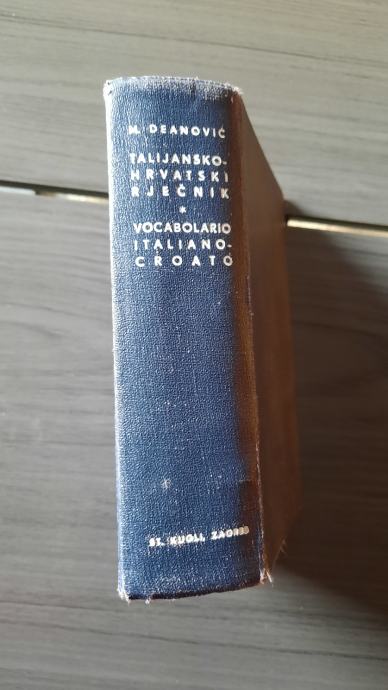 M. DEANOVIĆ
TALIJANSKO-
HRVATSKI
RJEČNIK
*
VOCABOLARIO
ITALIANO-
CROATO
ST. KUGLI, ZAGREB